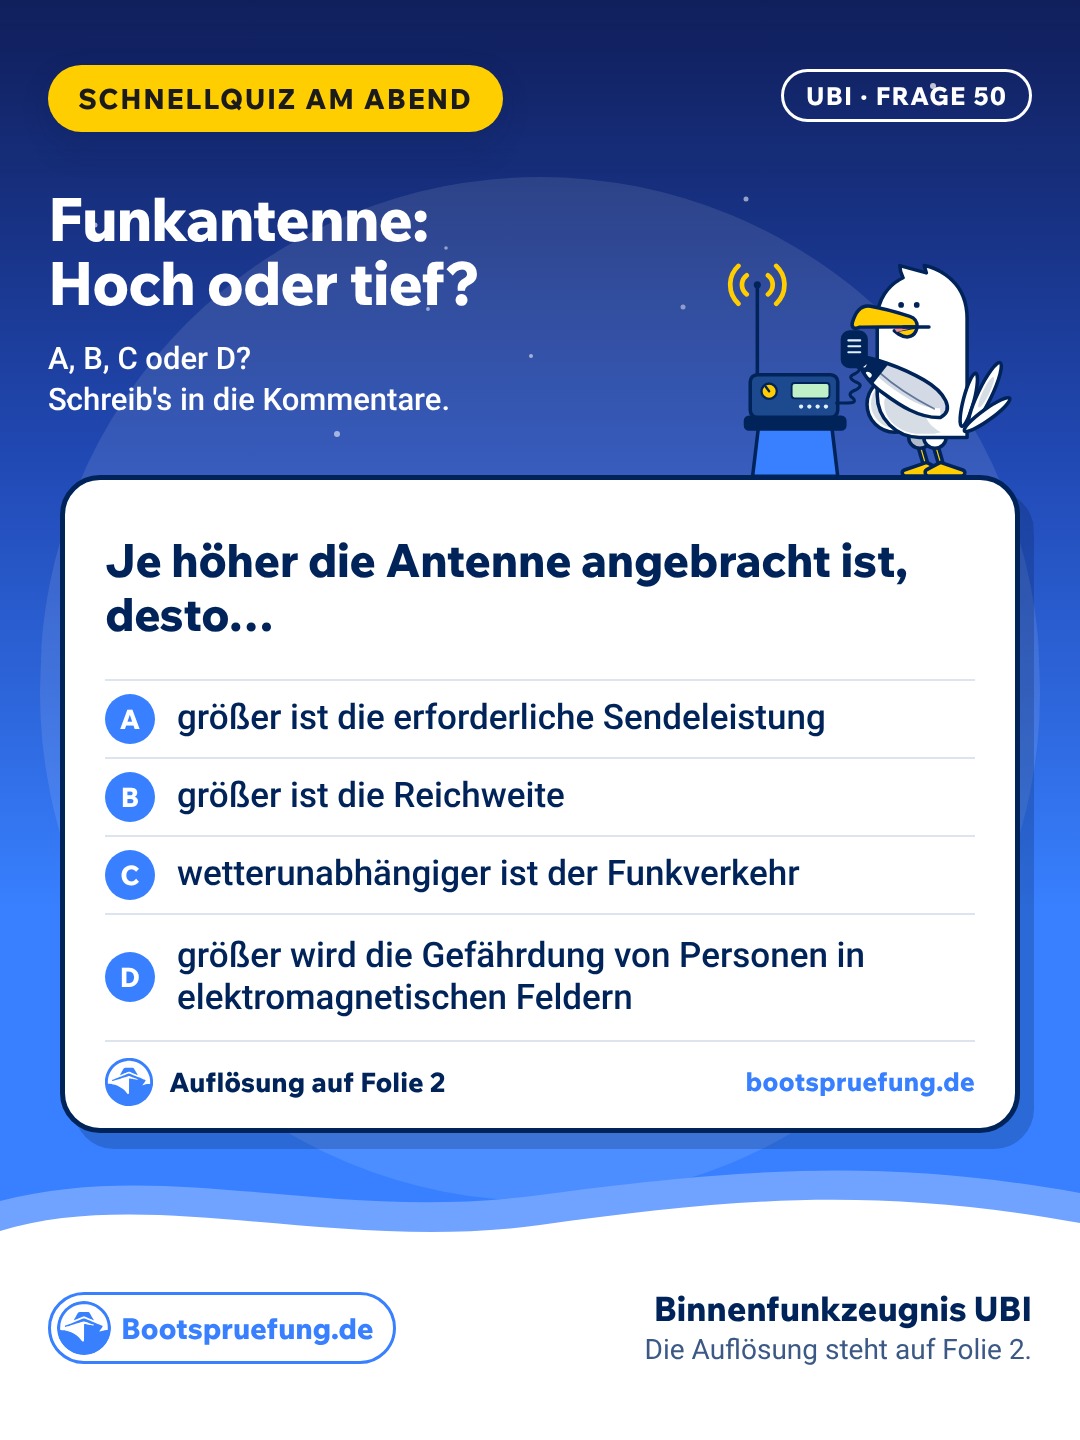 SCHNELLQUIZ AM ABEND
UBI · FRAGE 50
Funkantenne:
Hoch oder tief?
A, B, C oder D?
Schreib's in die Kommentare.
Je höher die Antenne angebracht ist,
desto...
A größer ist die erforderliche Sendeleistung
B größer ist die Reichweite
C wetterunabhängiger ist der Funkverkehr
D größer wird die Gefährdung von Personen in
elektromagnetischen Feldern
Auflösung auf Folie 2
bootspruefung.de
Bootspruefung.de
Binnenfunkzeugnis UBI
Die Auflösung steht auf Folie 2.